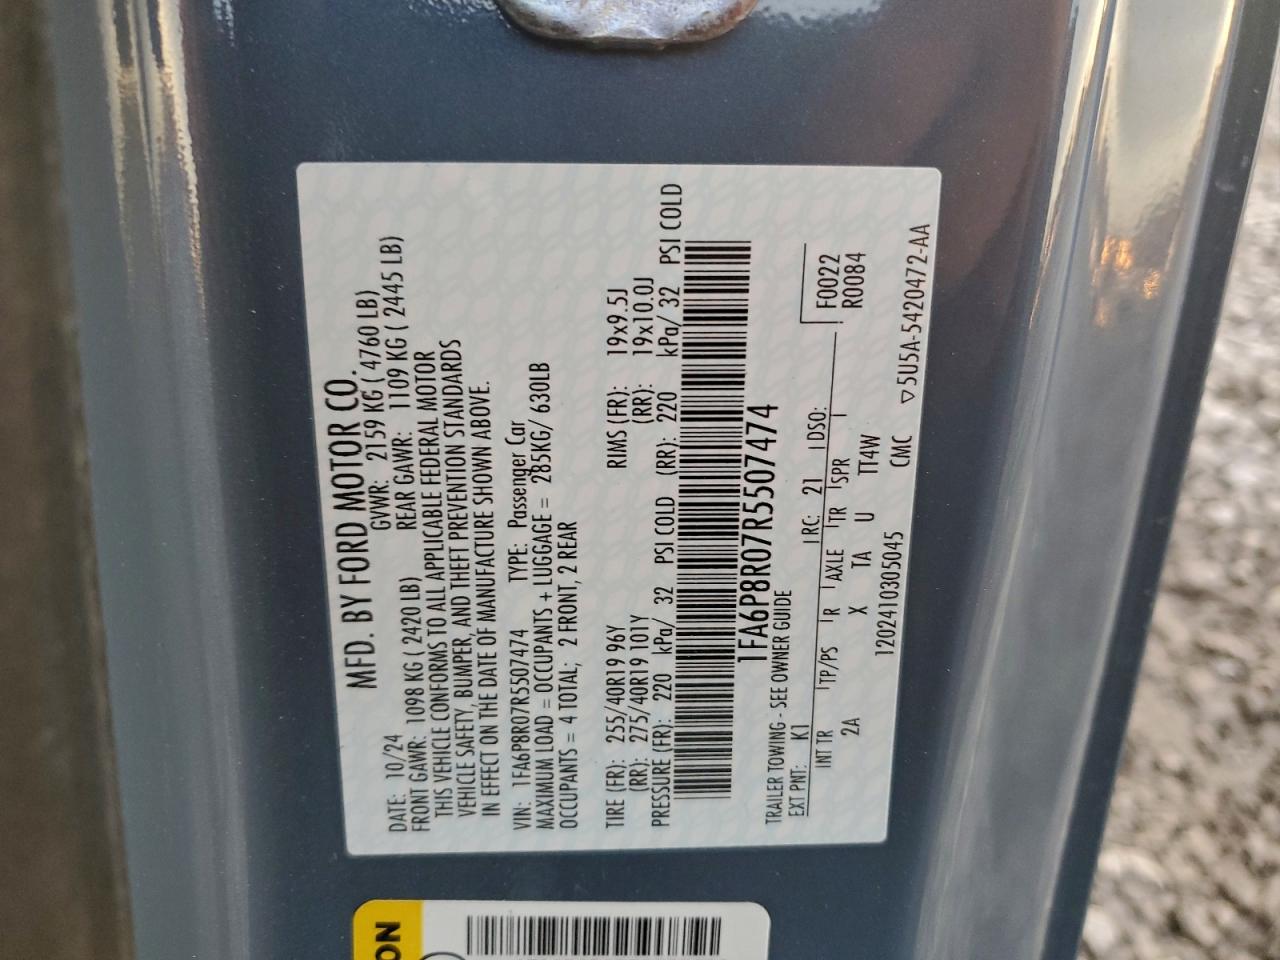 MFD. BY FORD MOTOR CO.
DATE: 10/24 GVWR: 2159 KG ( 4760 LB)
FRONT GAWR: 1098 KG ( 2420 LB) REAR GAWR: 1109 KG ( 2445 LB)
THIS VEHICLE CONFORMS TO ALL APPLICABLE FEDERAL MOTOR
VEHICLE SAFETY, BUMPER, AND THEFT PREVENTION STANDARDS
IN EFFECT ON THE DATE OF MANUFACTURE SHOWN ABOVE.
VIN: 1FA6P8R07R5507474 TYPE: Passenger Car
MAXIMUM LOAD = OCCUPANTS + LUGGAGE = 285KG/ 630LB
OCCUPANTS = 4 TOTAL; 2 FRONT, 2 REAR
TIRE (FR): 255/40R19 96Y RIMS (FR): 19x9.5J
(RR): 275/40R19 101Y (RR): 19x10.0J
PRESSURE (FR): 220 kPa/ 32 PSI COLD (RR): 220 kPa/ 32 PSI COLD
1FA6P8R07R5507474
TRAILER TOWING - SEE OWNER GUIDE
EXT PNT: K1 RC: 21 DSO: F0022
INT TR TP/PS R AXLE TR SPR R0084
2A X TA U TT4W
1202410305045 CMC ▽5U5A-5420472-AA
ON